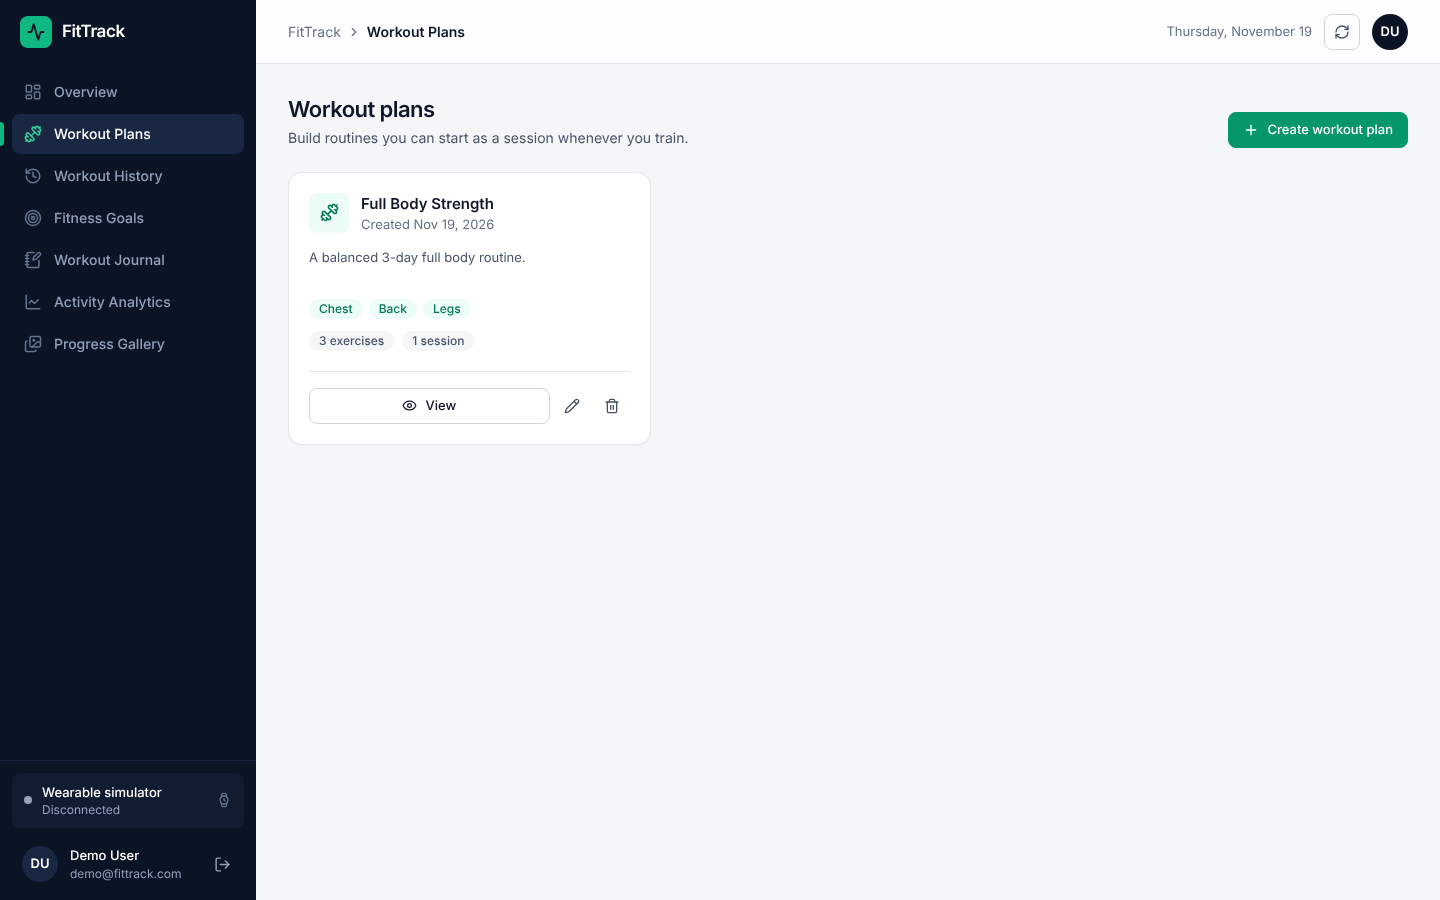 FitTrack
Overview
Workout Plans
Workout History
Fitness Goals
Workout Journal
Activity Analytics
Progress Gallery
Wearable simulator
Disconnected
DU
Demo User
demo@fittrack.com
FitTrack > Workout Plans
Thursday, November 19
DU
Workout plans
Build routines you can start as a session whenever you train.
Create workout plan
Full Body Strength
Created Nov 19, 2026
A balanced 3-day full body routine.
Chest Back Legs
3 exercises 1 session
View